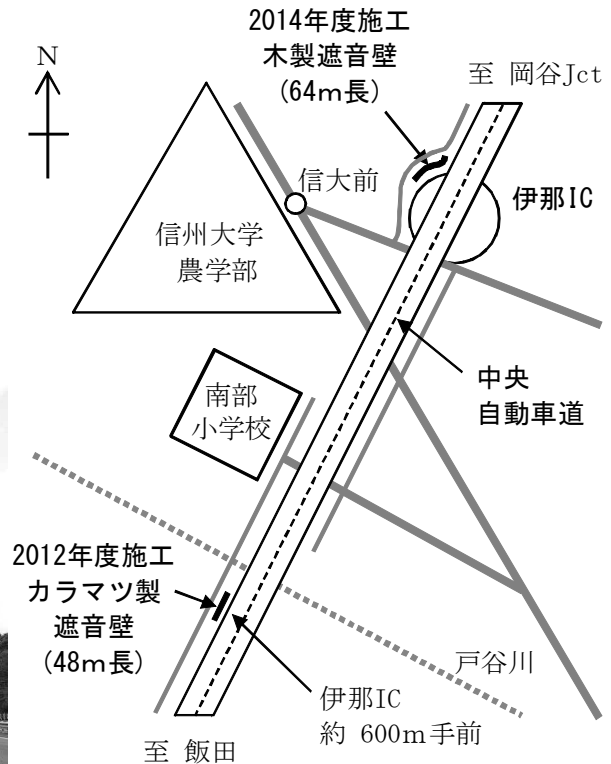 2014年度施工
木製遮音壁
(64m長)
至 岡谷Jct
N
信大前
伊那IC
信州大学
農学部
中央
自動車道
南部
小学校
2012年度施工
カラマツ製
遮音壁
(48m長)
戸谷川
伊那IC
約 600m手前
至 飯田